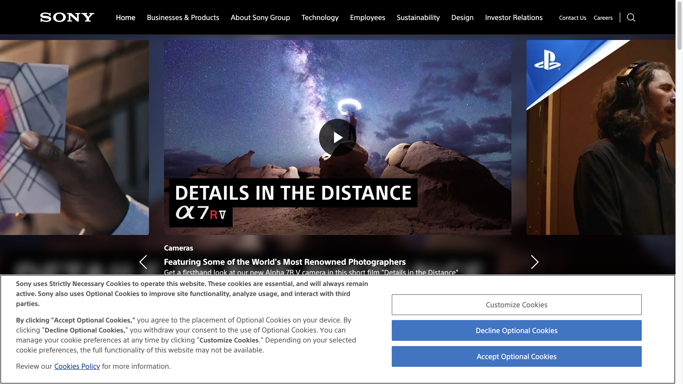 SONY
Home
Businesses & Products
About Sony Group
Technology
Employees
Sustainability
Design
Investor Relations
Contact Us
Careers
DETAILS IN THE DISTANCE
α7RV
Cameras
Featuring Some of the World's Most Renowned Photographers
Get a firsthand look at our new Alpha 7R V camera in this short film "Details in the Distance"
Sony uses Strictly Necessary Cookies to operate this website. These cookies are essential, and will always remain
active. Sony also uses Optional Cookies to improve site functionality, analyze usage, and interact with third
parties.
By clicking "Accept Optional Cookies," you agree to the placement of Optional Cookies on your device. By
clicking "Decline Optional Cookies," you withdraw your consent to the use of Optional Cookies. You can
manage your cookie preferences at any time by clicking "Customize Cookies." Depending on your selected
cookie preferences, the full functionality of this website may not be available.
Review our Cookies Policy for more information.
Customize Cookies
Decline Optional Cookies
Accept Optional Cookies